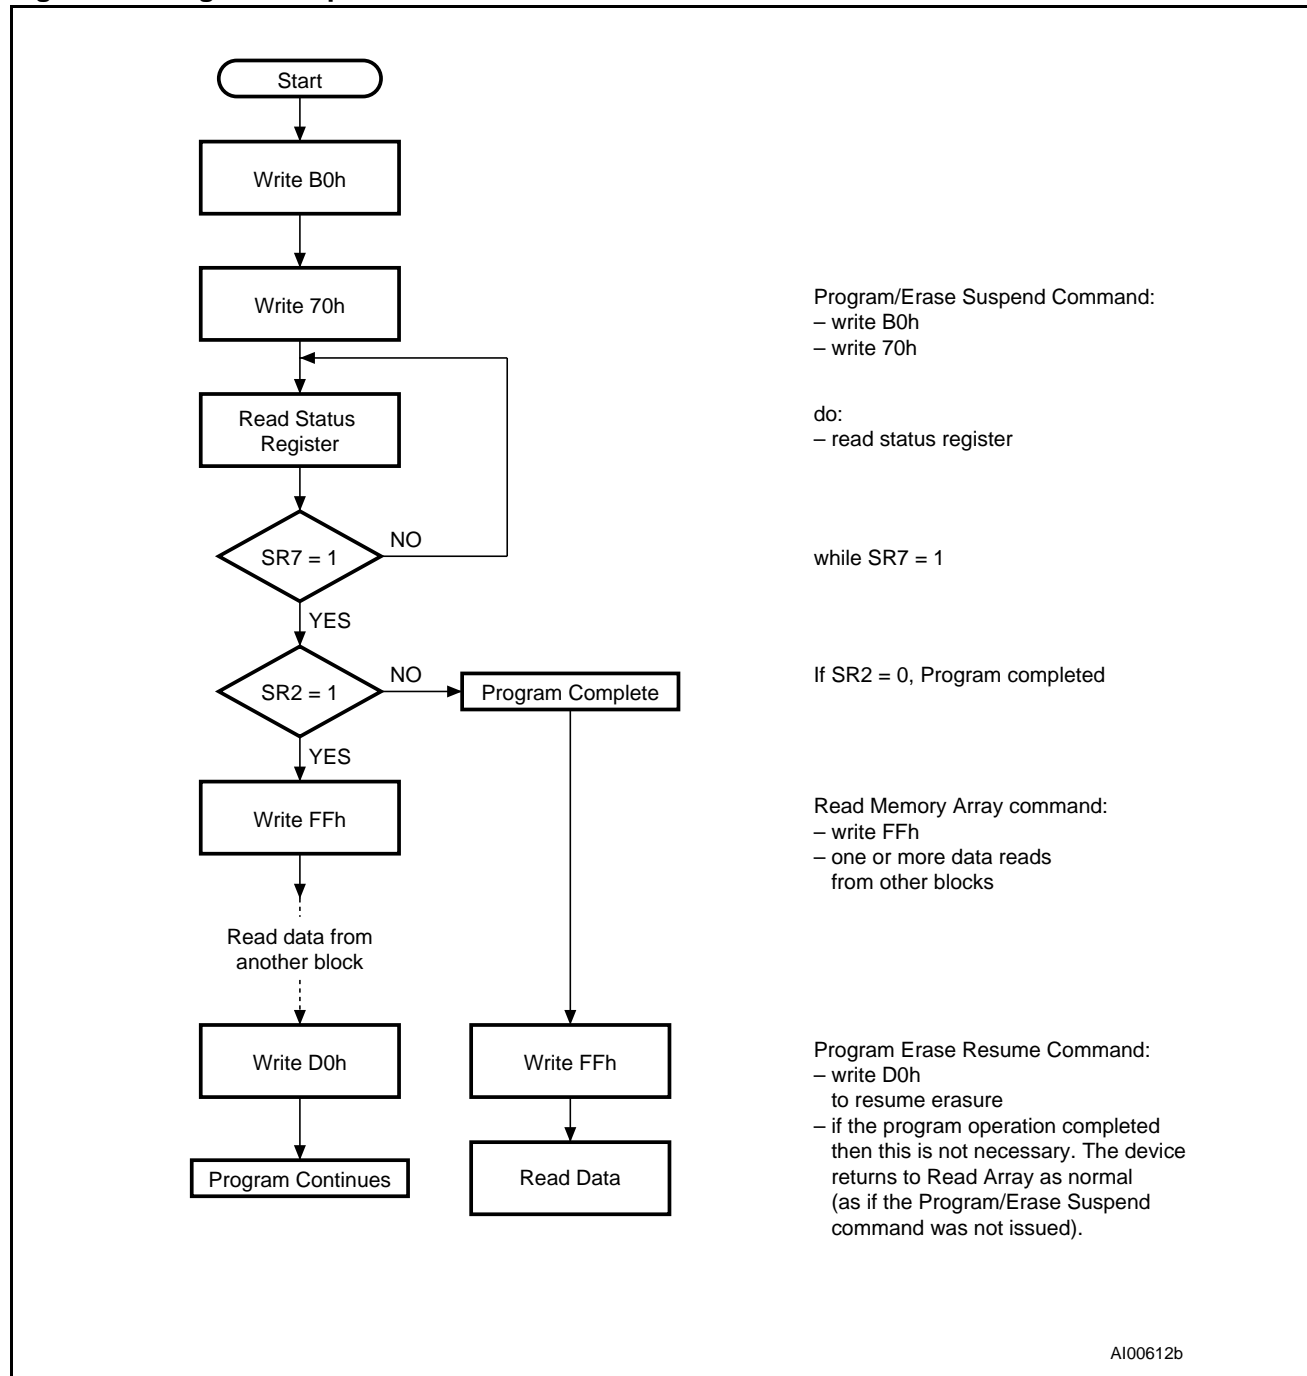 Start
Write B0h
Write 70h
Read Status
Register
SR7 = 1
NO
YES
SR2 = 1
NO
Program Complete
YES
Write FFh
Read data from
another block
Write D0h
Write FFh
Program Continues
Read Data
Program/Erase Suspend Command:
– write B0h
– write 70h
do:
– read status register
while SR7 = 1
If SR2 = 0, Program completed
Read Memory Array command:
– write FFh
– one or more data reads
from other blocks
Program Erase Resume Command:
– write D0h
to resume erasure
– if the program operation completed
then this is not necessary. The device
returns to Read Array as normal
(as if the Program/Erase Suspend
command was not issued).
AI00612b